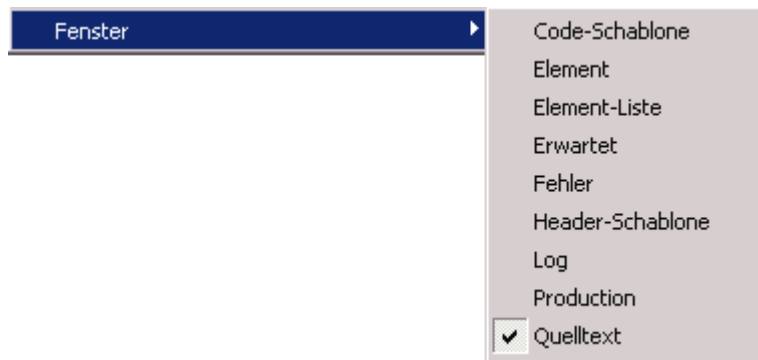 Fenster
Code-Schablone
Element
Element-Liste
Erwartet
Fehler
Header-Schablone
Log
Production
Quelltext